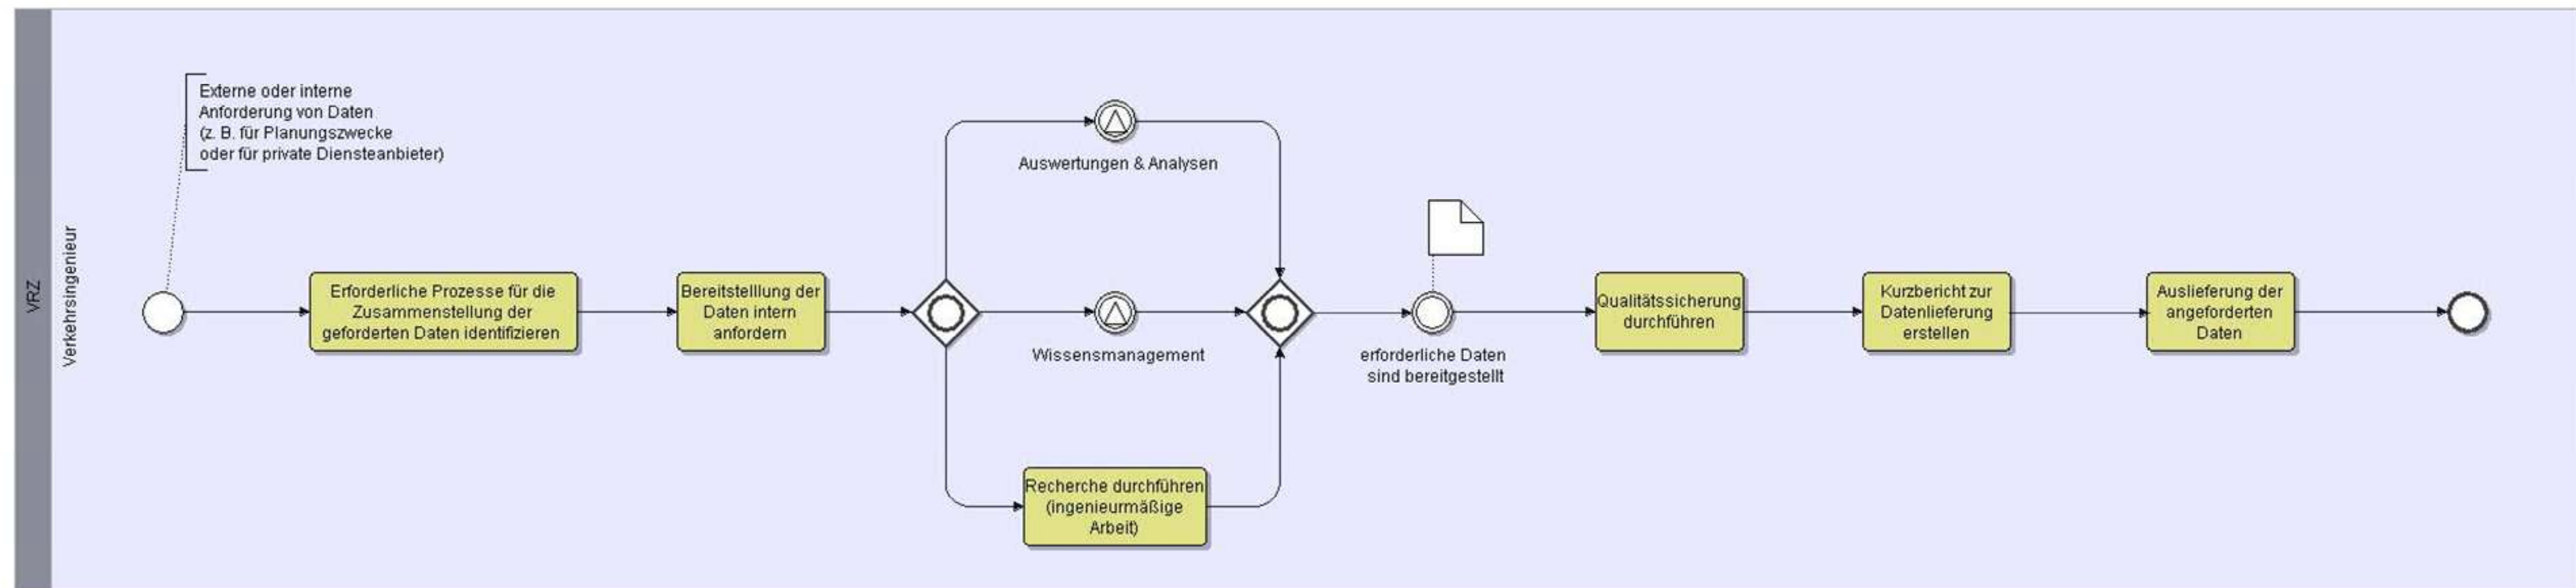 VRZ
Verkehrsingenieur
Externe oder interne
Anforderung von Daten
(z. B. für Planungszwecke
oder für private Diensteanbieter)
Erforderliche Prozesse für die
Zusammenstellung der
geforderten Daten identifizieren
Bereitstelllung der
Daten intern
anfordern
Auswertungen & Analysen
Wissensmanagement
Recherche durchführen
(ingenieurmäßige
Arbeit)
erforderliche Daten
sind bereitgestellt
Qualitätssicherung
durchführen
Kurzbericht zur
Datenlieferung
erstellen
Auslieferung der
angeforderten
Daten